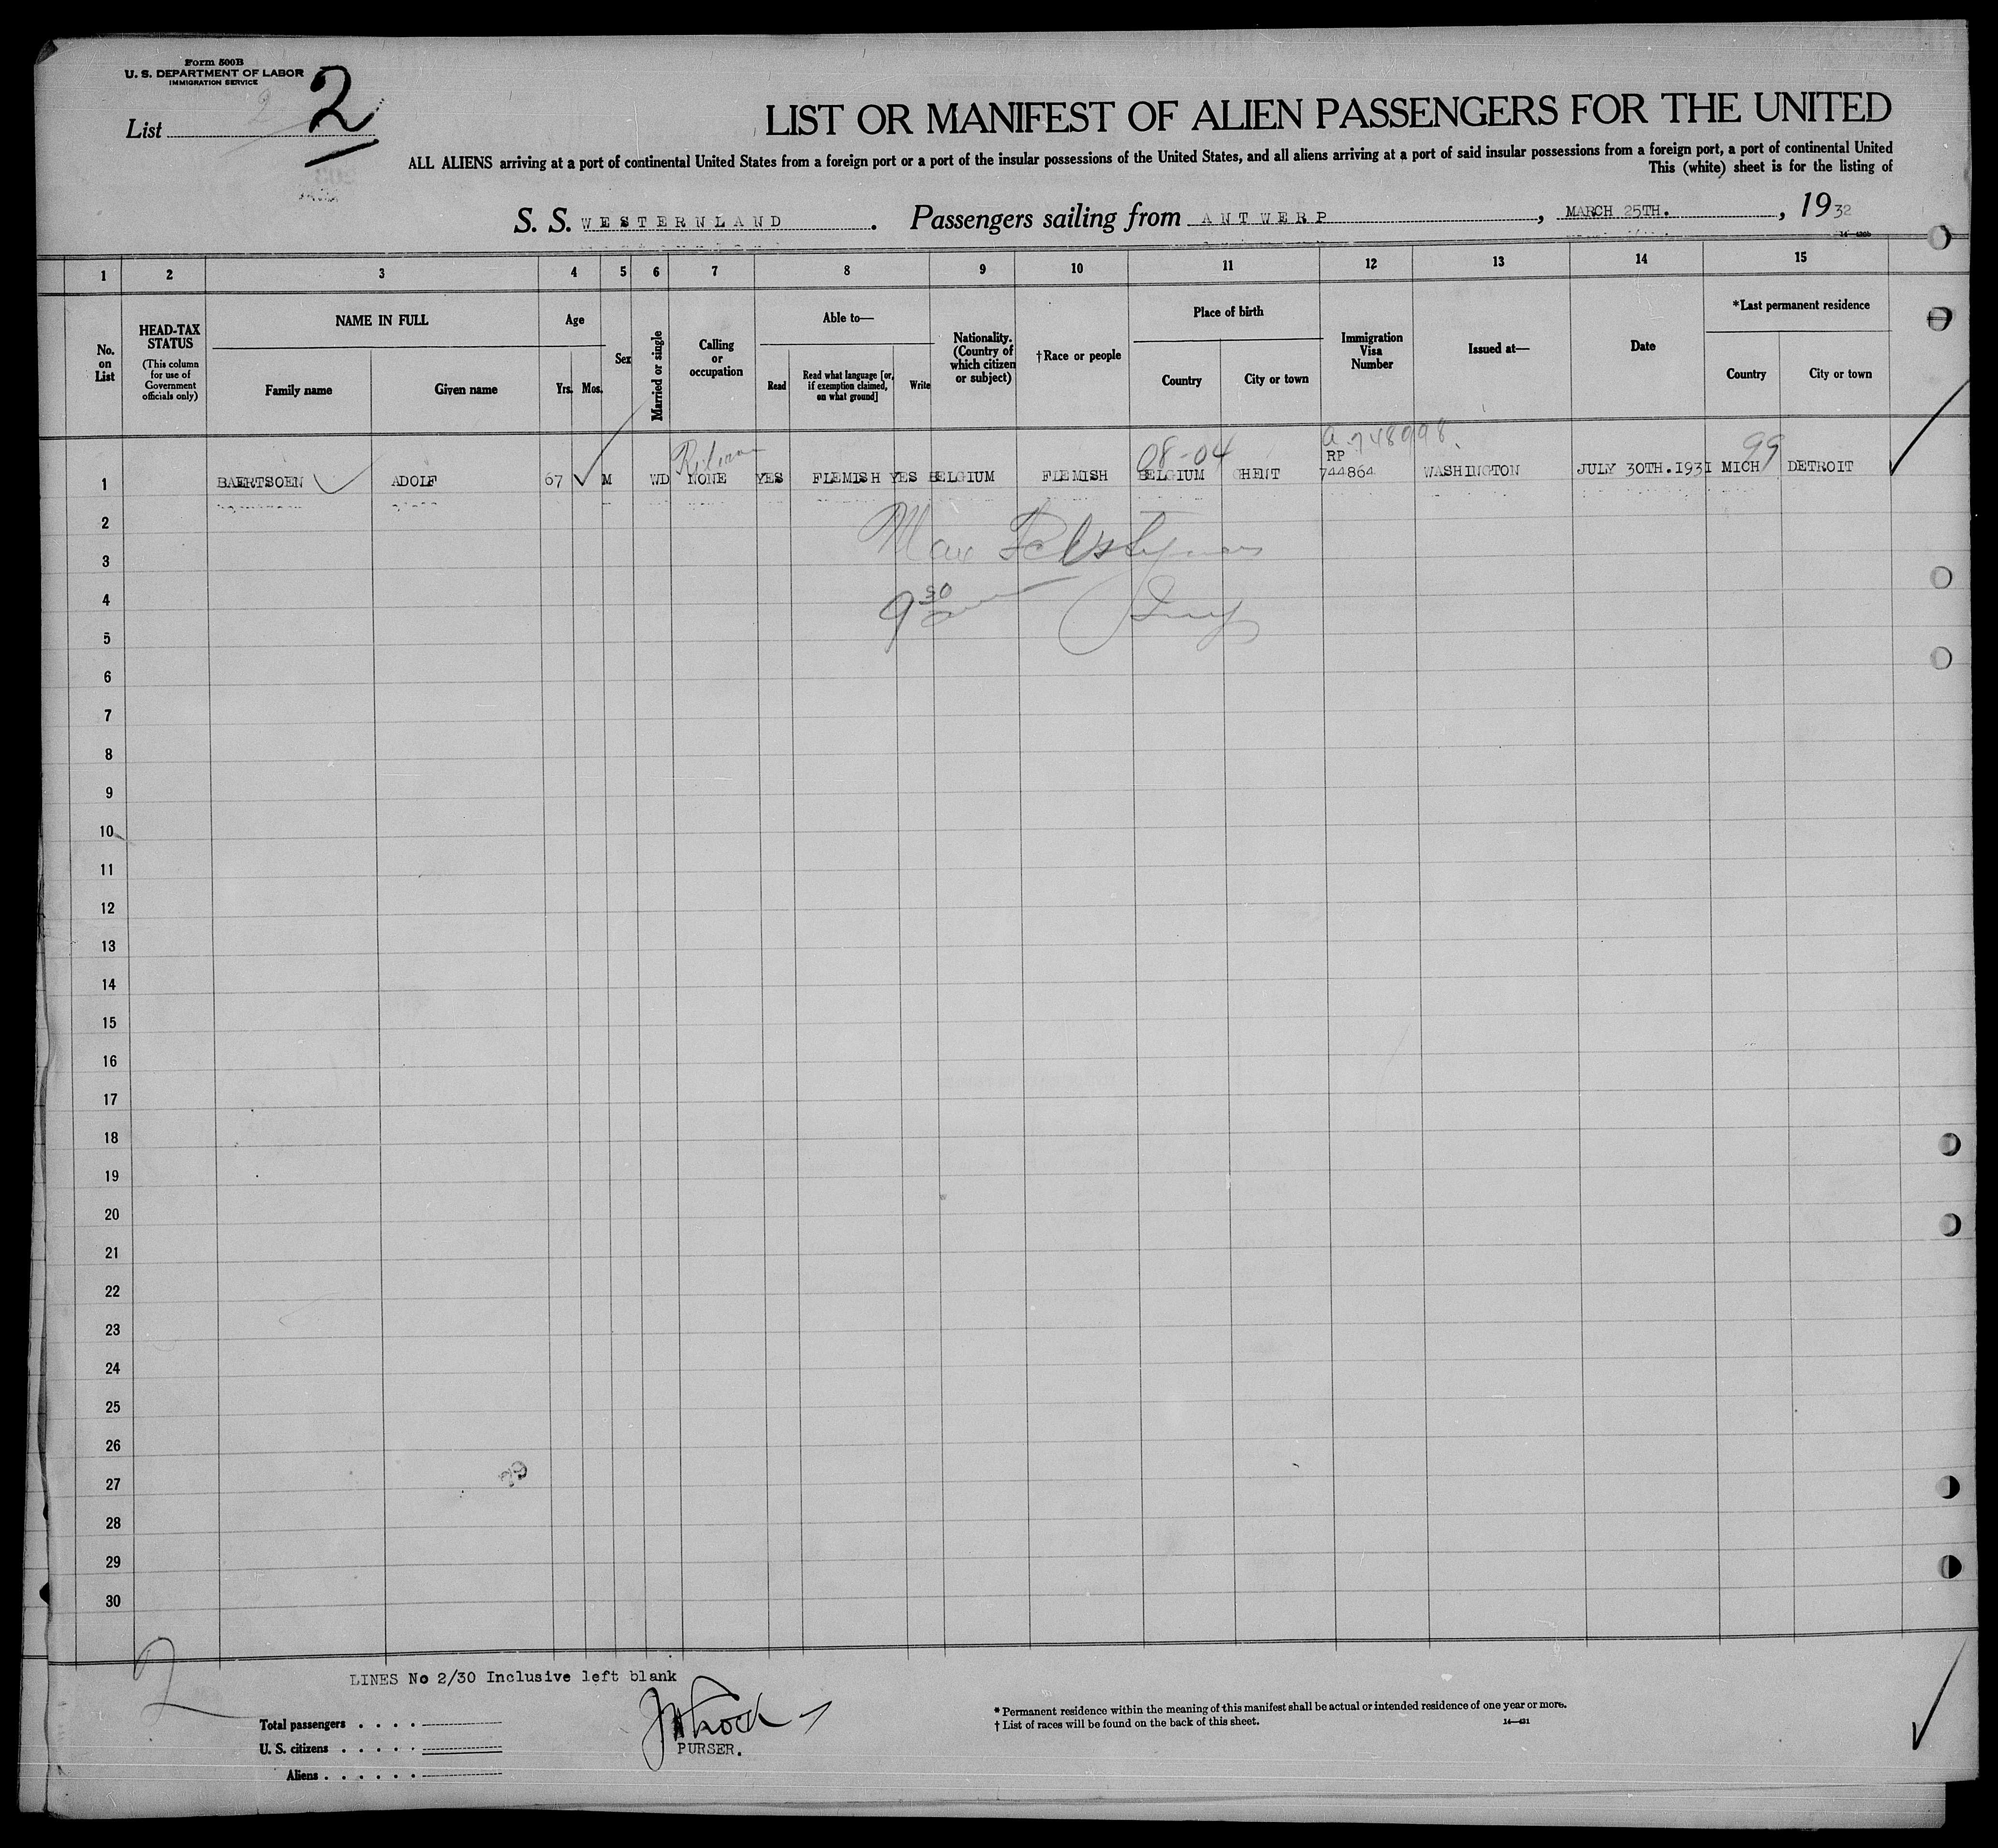 Form 500B
U. S. DEPARTMENT OF LABOR
IMMIGRATION SERVICE
List 2
2
LIST OR MANIFEST OF ALIEN PASSENGERS FOR THE UNITED
ALL ALIENS arriving at a port of continental United States from a foreign port or a port of the insular possessions of the United States, and all aliens arriving at a port of said insular possessions from a foreign port, a port of continental United
This (white) sheet is for the listing of
S. S. WESTERNLAND. Passengers sailing from ANTWERP, MARCH 25TH., 1932
1 2 3 4 5 6 7 8 9 10 11 12 13 14 15
No. on List
HEAD-TAX STATUS
(This column for use of Government officials only)
NAME IN FULL
Family name
Given name
Age
Yrs. Mos.
Sex
Married or single
Calling or occupation
Able to—
Read
Read what language [or, if exemption claimed, on what ground]
Write
Nationality. (Country of which citizen or subject)
†Race or people
Place of birth
Country
City or town
Immigration Visa Number
Issued at—
Date
*Last permanent residence
Country
City or town
08-04
a 748998.
99
RP
1 BAERTSOEN ADOLF 67 M WD NONE YES FLEMISH YES BELGIUM FLEMISH BELGIUM GHENT 744864 WASHINGTON JULY 30TH.1931 MICH DETROIT
2
Max
3
9 30
4
5
6
7
8
9
10
11
12
13
14
15
16
17
18
19
20
21
22
23
24
25
26
27
28
29
30
2
LINES No 2/30 Inclusive left blank
Total passengers
U. S. citizens
Aliens
PURSER.
* Permanent residence within the meaning of this manifest shall be actual or intended residence of one year or more.
† List of races will be found on the back of this sheet.
14—431